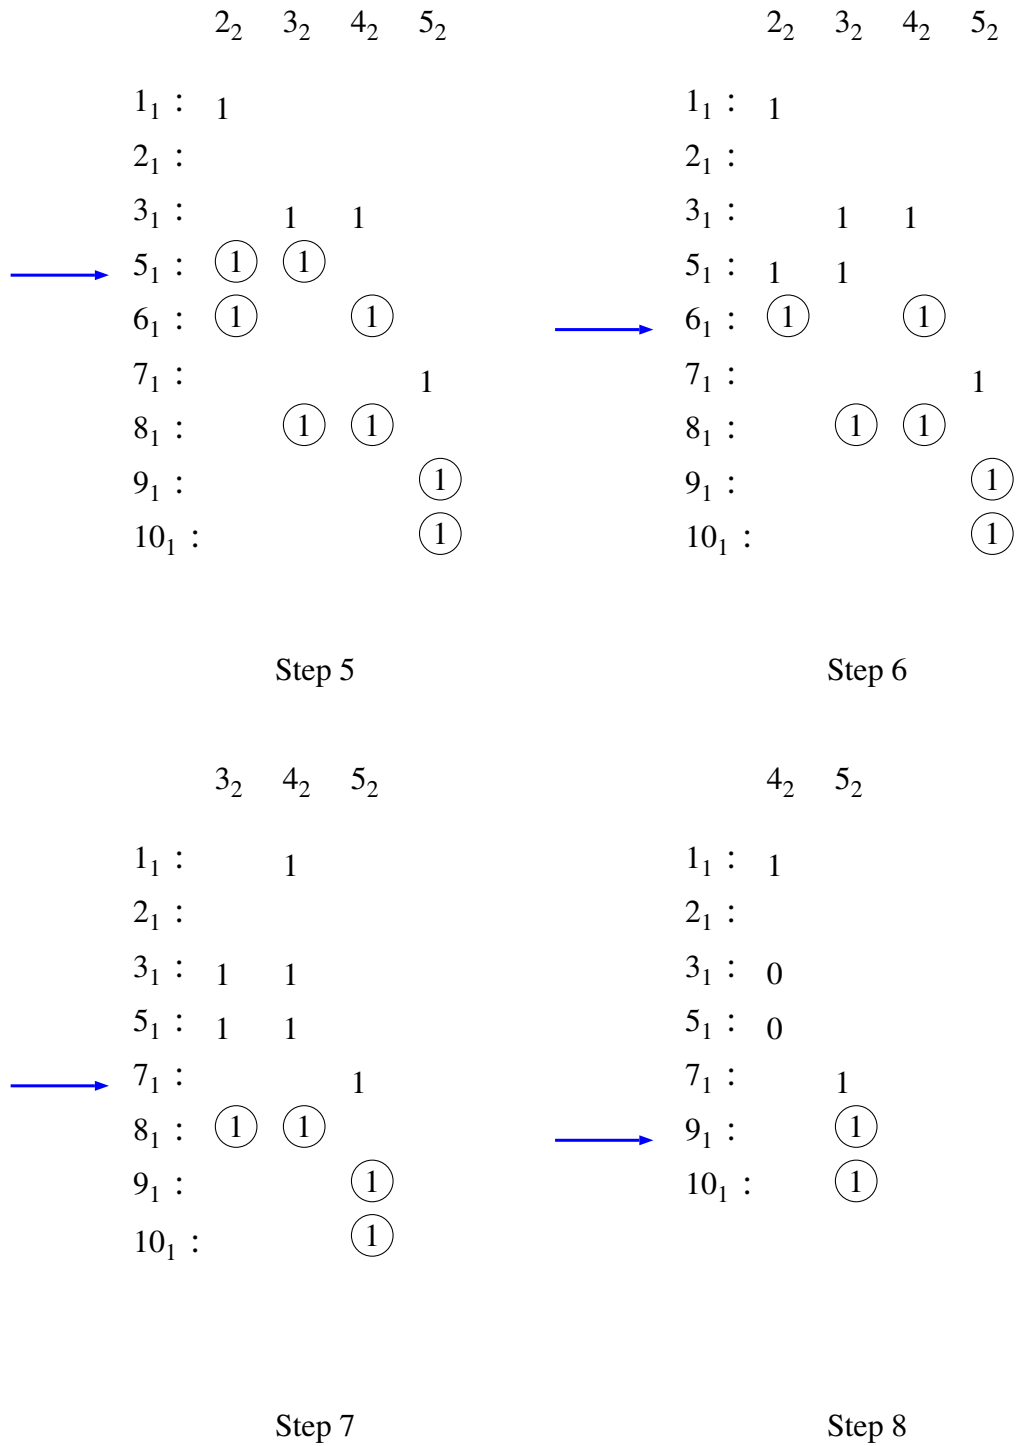 2₂ 3₂ 4₂ 5₂
1₁ : 1
2₁ :
3₁ : 1 1
5₁ : 1 1
6₁ : 1 1
7₁ : 1
8₁ : 1 1
9₁ : 1
10₁ : 1
Step 5
2₂ 3₂ 4₂ 5₂
1₁ : 1
2₁ :
3₁ : 1 1
5₁ : 1 1
6₁ : 1 1
7₁ : 1
8₁ : 1 1
9₁ : 1
10₁ : 1
Step 6
3₂ 4₂ 5₂
1₁ : 1
2₁ :
3₁ : 1 1
5₁ : 1 1
7₁ : 1
8₁ : 1 1
9₁ : 1
10₁ : 1
Step 7
4₂ 5₂
1₁ : 1
2₁ :
3₁ : 0
5₁ : 0
7₁ : 1
9₁ : 1
10₁ : 1
Step 8